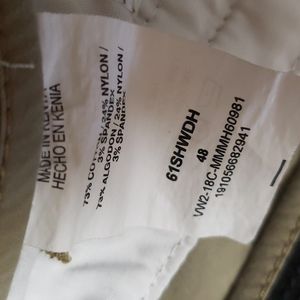 MADE IN KENYA
HECHO EN KENIA
73% COTTON / 24% NYLON /
3% SPANDEX
73% ALGODON / 24% NYLON /
3% SPANDEX
61SHWDH
48
VW2-18C-MMMMH60981
191056682941